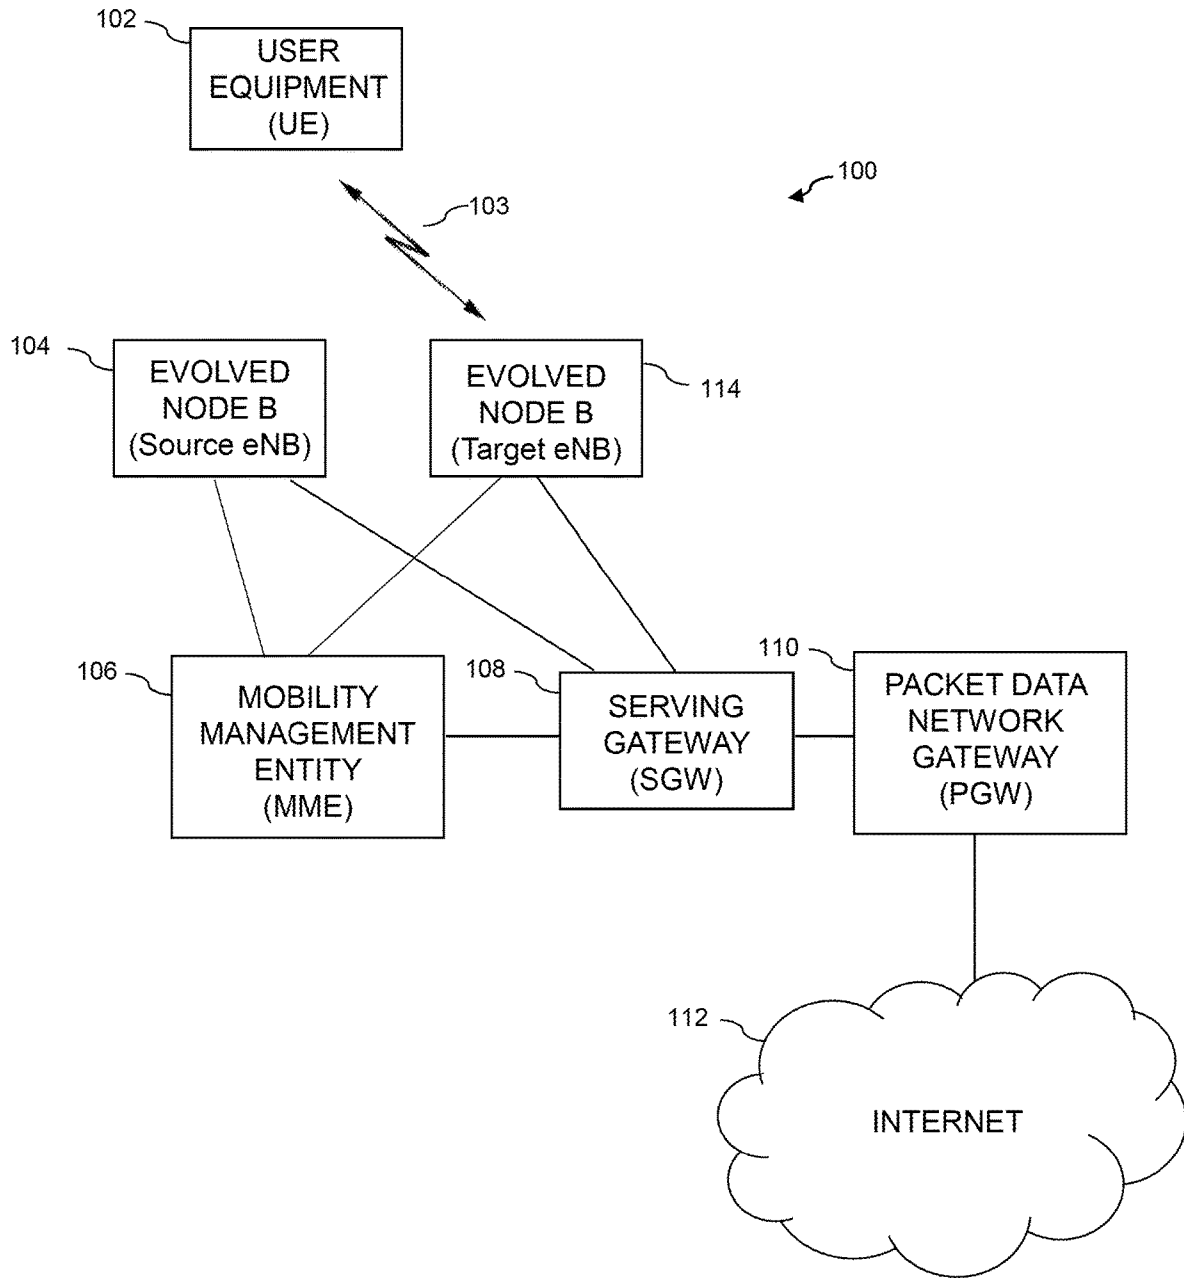 102
USER
EQUIPMENT
(UE)
100
103
104
EVOLVED
NODE B
(Source eNB)
EVOLVED
NODE B
(Target eNB)
114
106
MOBILITY
MANAGEMENT
ENTITY
(MME)
108
SERVING
GATEWAY
(SGW)
110
PACKET DATA
NETWORK
GATEWAY
(PGW)
112
INTERNET